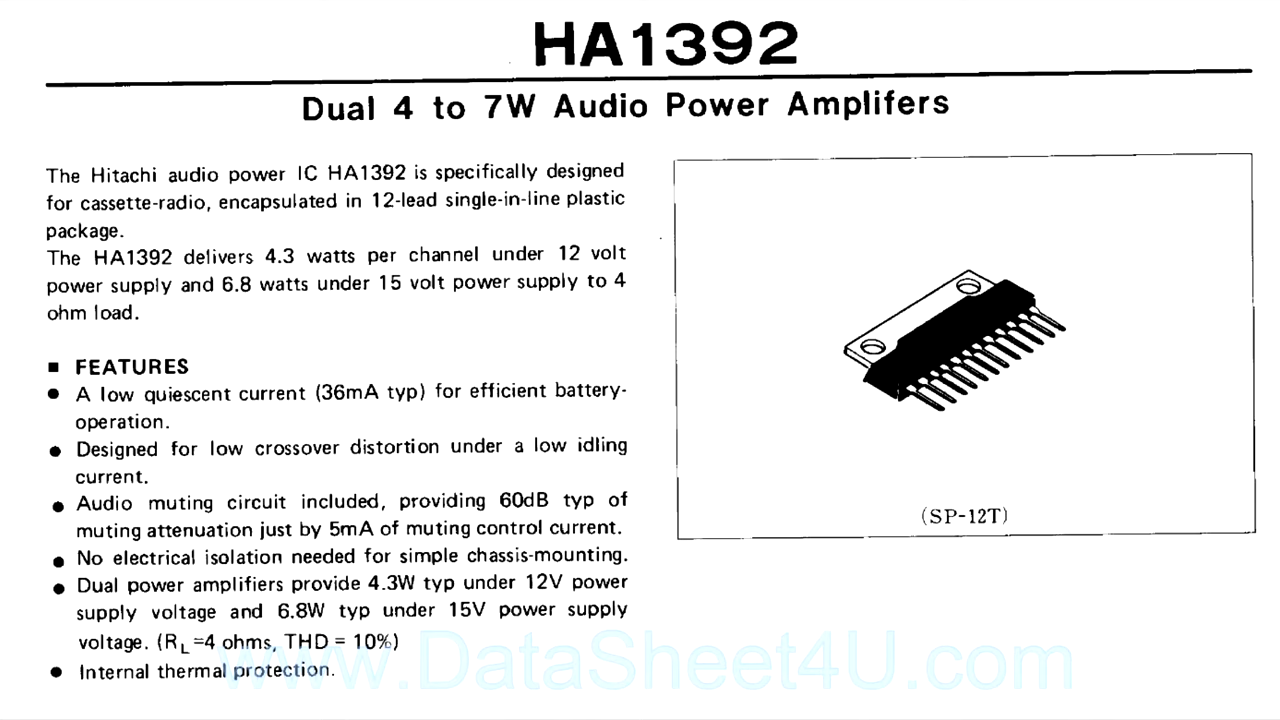 HA1392
Dual 4 to 7W Audio Power Amplifers
The Hitachi audio power IC HA1392 is specifically designed
for cassette-radio, encapsulated in 12-lead single-in-line plastic
package.
The HA1392 delivers 4.3 watts per channel under 12 volt
power supply and 6.8 watts under 15 volt power supply to 4
ohm load.
■ FEATURES
● A low quiescent current (36mA typ) for efficient battery-
operation.
● Designed for low crossover distortion under a low idling
current.
● Audio muting circuit included, providing 60dB typ of
muting attenuation just by 5mA of muting control current.
● No electrical isolation needed for simple chassis-mounting.
● Dual power amplifiers provide 4.3W typ under 12V power
supply voltage and 6.8W typ under 15V power supply
voltage. (RL=4 ohms, THD = 10%)
● Internal thermal protection.
(SP-12T)
www.DataSheet4U.com